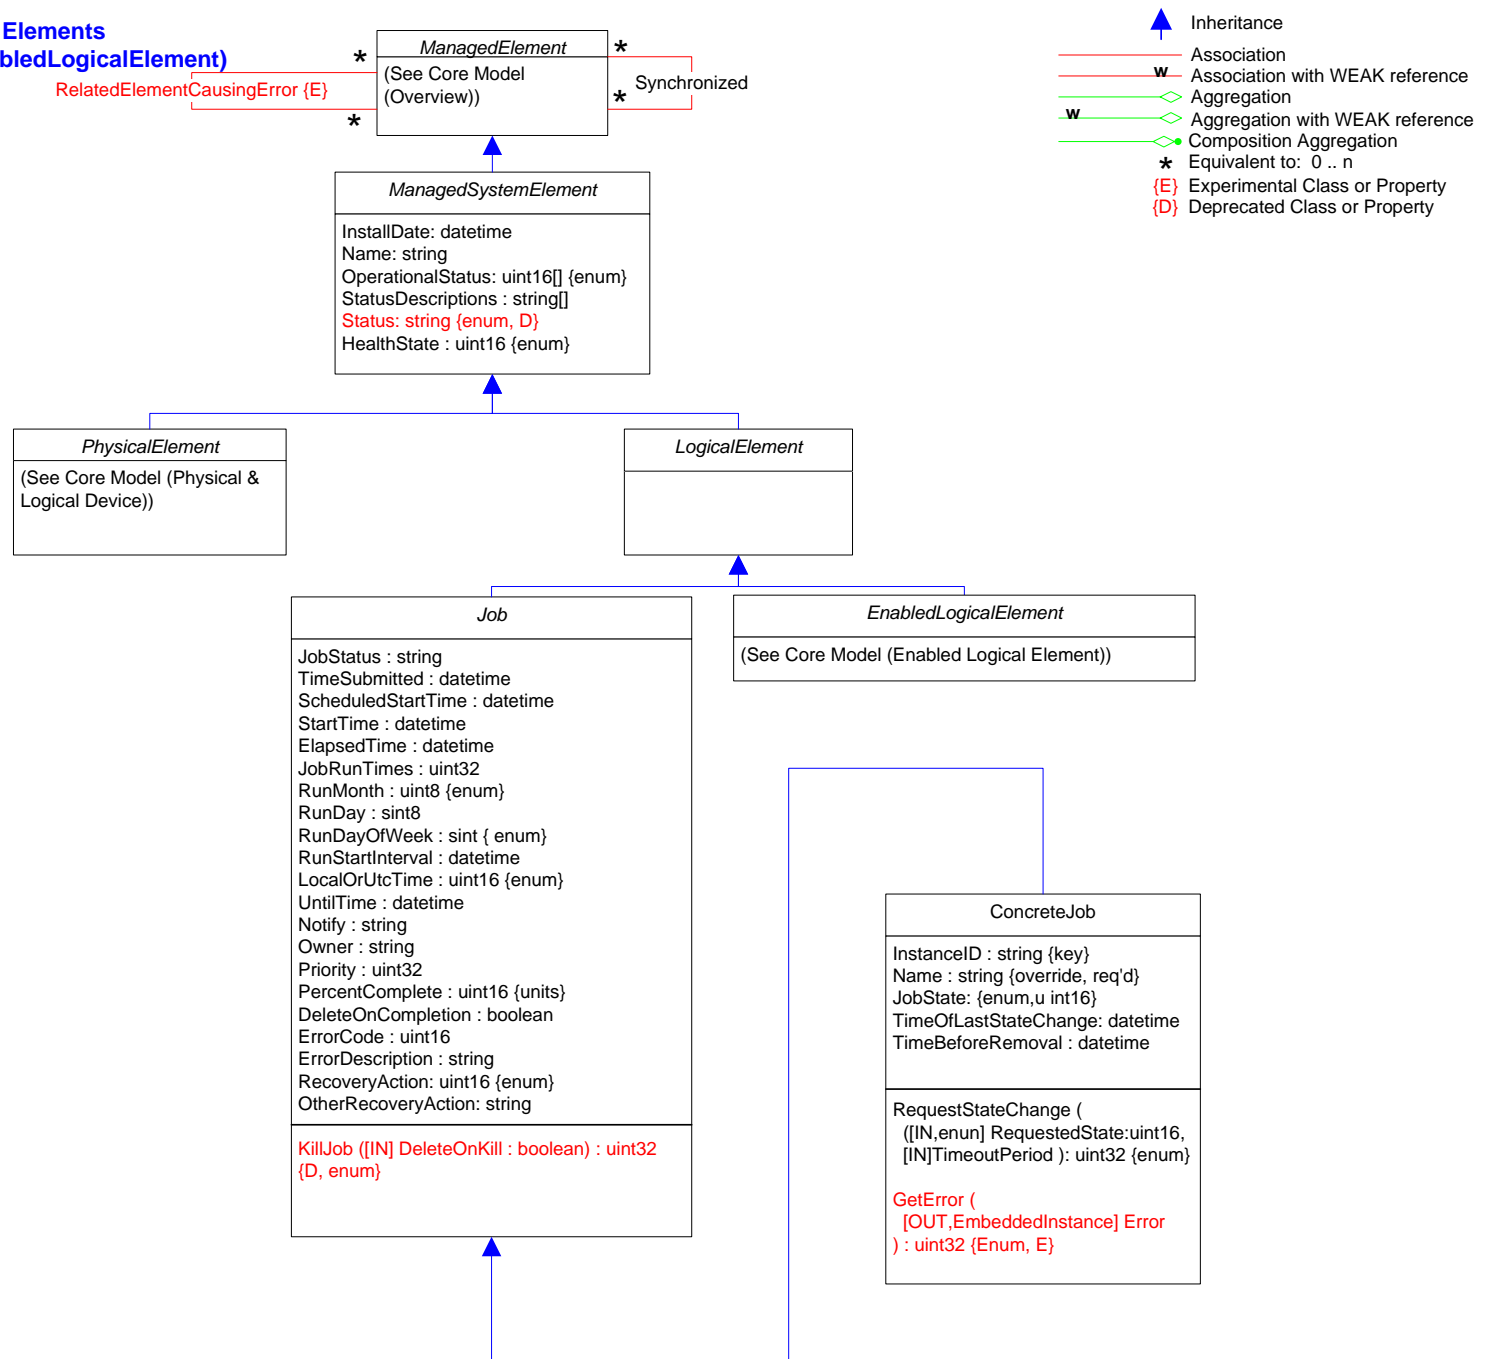 Elements
bledLogicalElement)
RelatedElementCausingError {E}
*
*
ManagedElement
(See Core Model
(Overview))
*
*
Synchronized
Inheritance
Association
w
Association with WEAK reference
Aggregation
w
Aggregation with WEAK reference
Composition Aggregation
* Equivalent to: 0 .. n
{E} Experimental Class or Property
{D} Deprecated Class or Property
ManagedSystemElement
InstallDate: datetime
Name: string
OperationalStatus: uint16[] {enum}
StatusDescriptions : string[]
Status: string {enum, D}
HealthState : uint16 {enum}
PhysicalElement
(See Core Model (Physical &
Logical Device))
LogicalElement
Job
JobStatus : string
TimeSubmitted : datetime
ScheduledStartTime : datetime
StartTime : datetime
ElapsedTime : datetime
JobRunTimes : uint32
RunMonth : uint8 {enum}
RunDay : sint8
RunDayOfWeek : sint { enum}
RunStartInterval : datetime
LocalOrUtcTime : uint16 {enum}
UntilTime : datetime
Notify : string
Owner : string
Priority : uint32
PercentComplete : uint16 {units}
DeleteOnCompletion : boolean
ErrorCode : uint16
ErrorDescription : string
RecoveryAction: uint16 {enum}
OtherRecoveryAction: string
KillJob ([IN] DeleteOnKill : boolean) : uint32
{D, enum}
EnabledLogicalElement
(See Core Model (Enabled Logical Element))
ConcreteJob
InstanceID : string {key}
Name : string {override, req'd}
JobState: {enum,u int16}
TimeOfLastStateChange: datetime
TimeBeforeRemoval : datetime
RequestStateChange (
([IN,enun] RequestedState:uint16,
[IN]TimeoutPeriod ): uint32 {enum}
GetError (
[OUT,EmbeddedInstance] Error
) : uint32 {Enum, E}